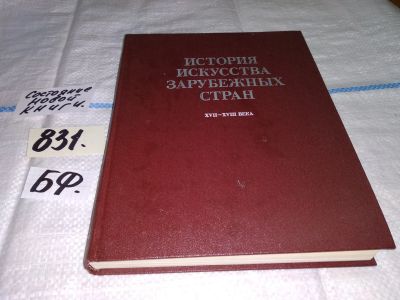 Состояние
новой
книги.
831.
БФ.
ИСТОРИЯ
ИСКУССТВА
ЗАРУБЕЖНЫХ
СТРАН
XVII–XVIII ВЕКА